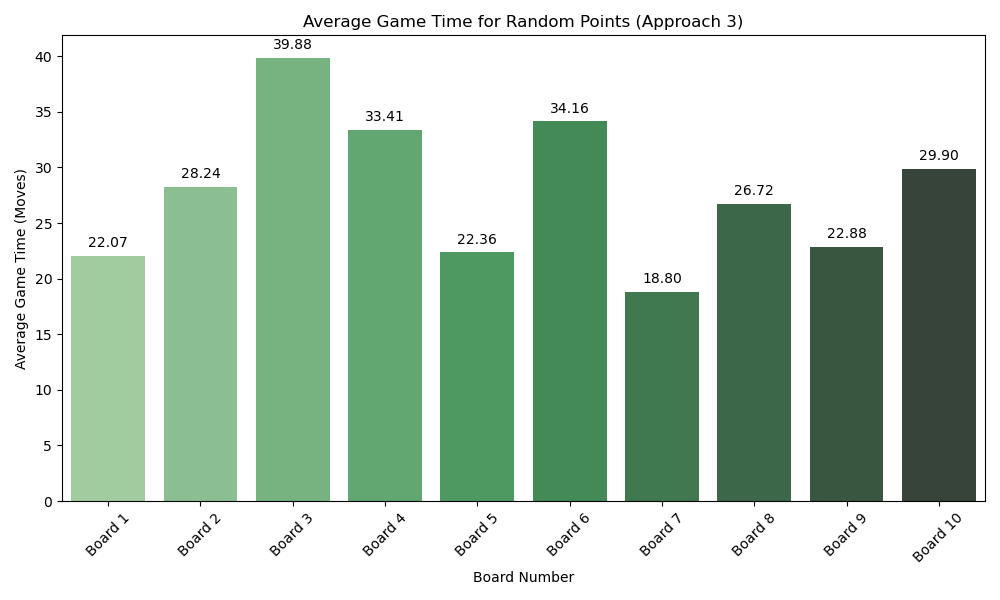 Average Game Time for Random Points (Approach 3)
Average Game Time (Moves)
40
35
30
25
20
15
10
5
0
22.07
28.24
39.88
33.41
22.36
34.16
18.80
26.72
22.88
29.90
Board 1
Board 2
Board 3
Board 4
Board 5
Board 6
Board 7
Board 8
Board 9
Board 10
Board Number